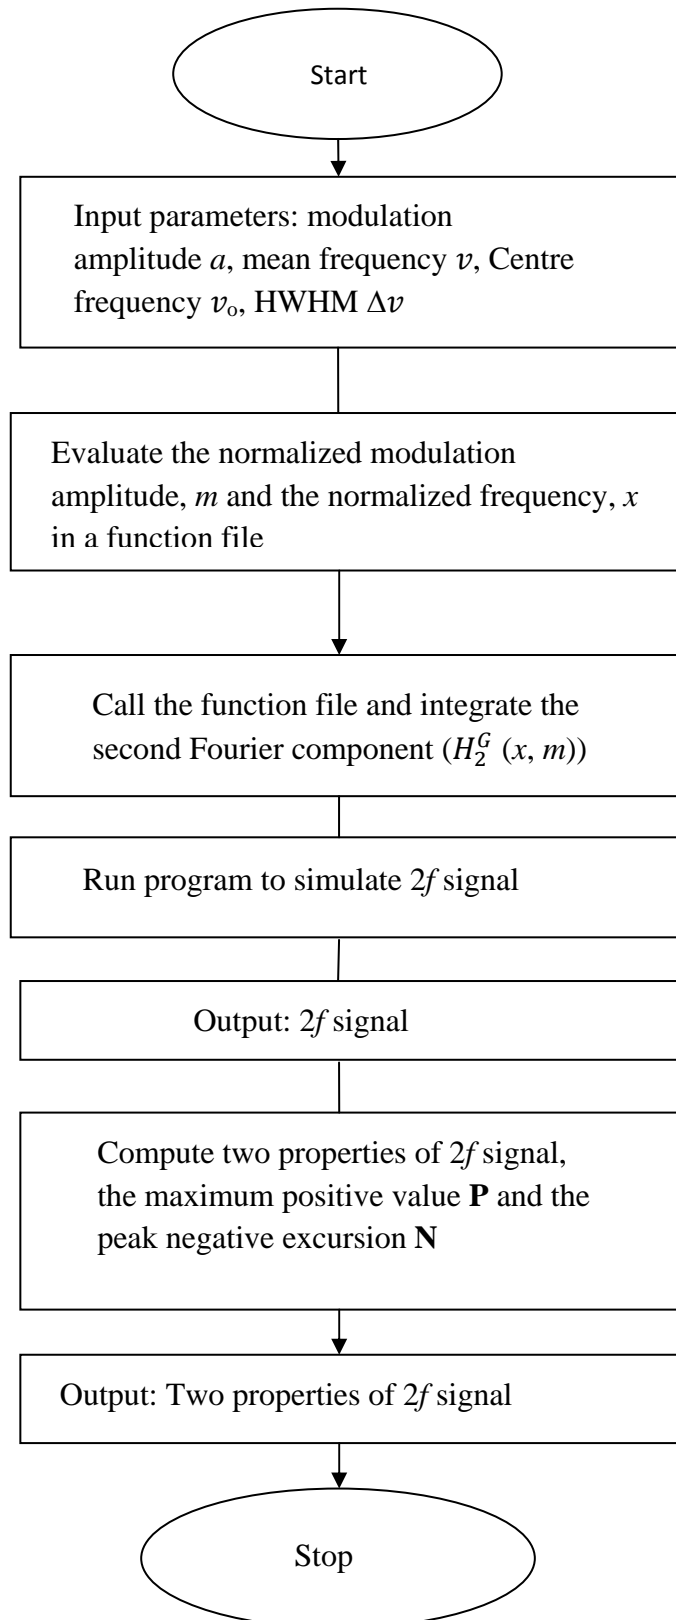 Start
Input parameters: modulation
amplitude a, mean frequency v, Centre
frequency vₒ, HWHM Δv
Evaluate the normalized modulation
amplitude, m and the normalized frequency, x
in a function file
Call the function file and integrate the
second Fourier component (H₂ᴳ (x, m))
Run program to simulate 2f signal
Output: 2f signal
Compute two properties of 2f signal,
the maximum positive value P and the
peak negative excursion N
Output: Two properties of 2f signal
Stop